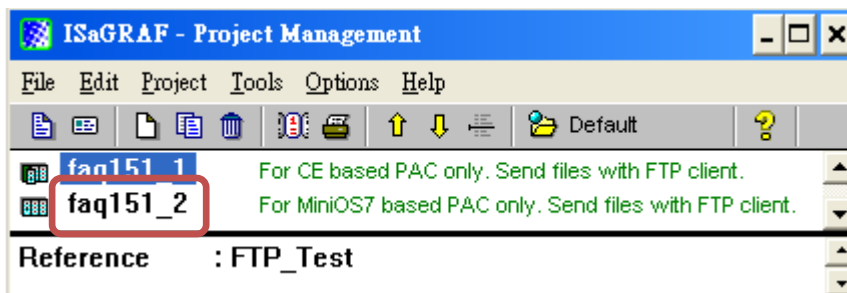 ISaGRAF - Project Management
File Edit Project Tools Options Help
Default
faq151_1 For CE based PAC only. Send files with FTP client.
faq151_2 For MiniOS7 based PAC only. Send files with FTP client.
Reference : FTP_Test